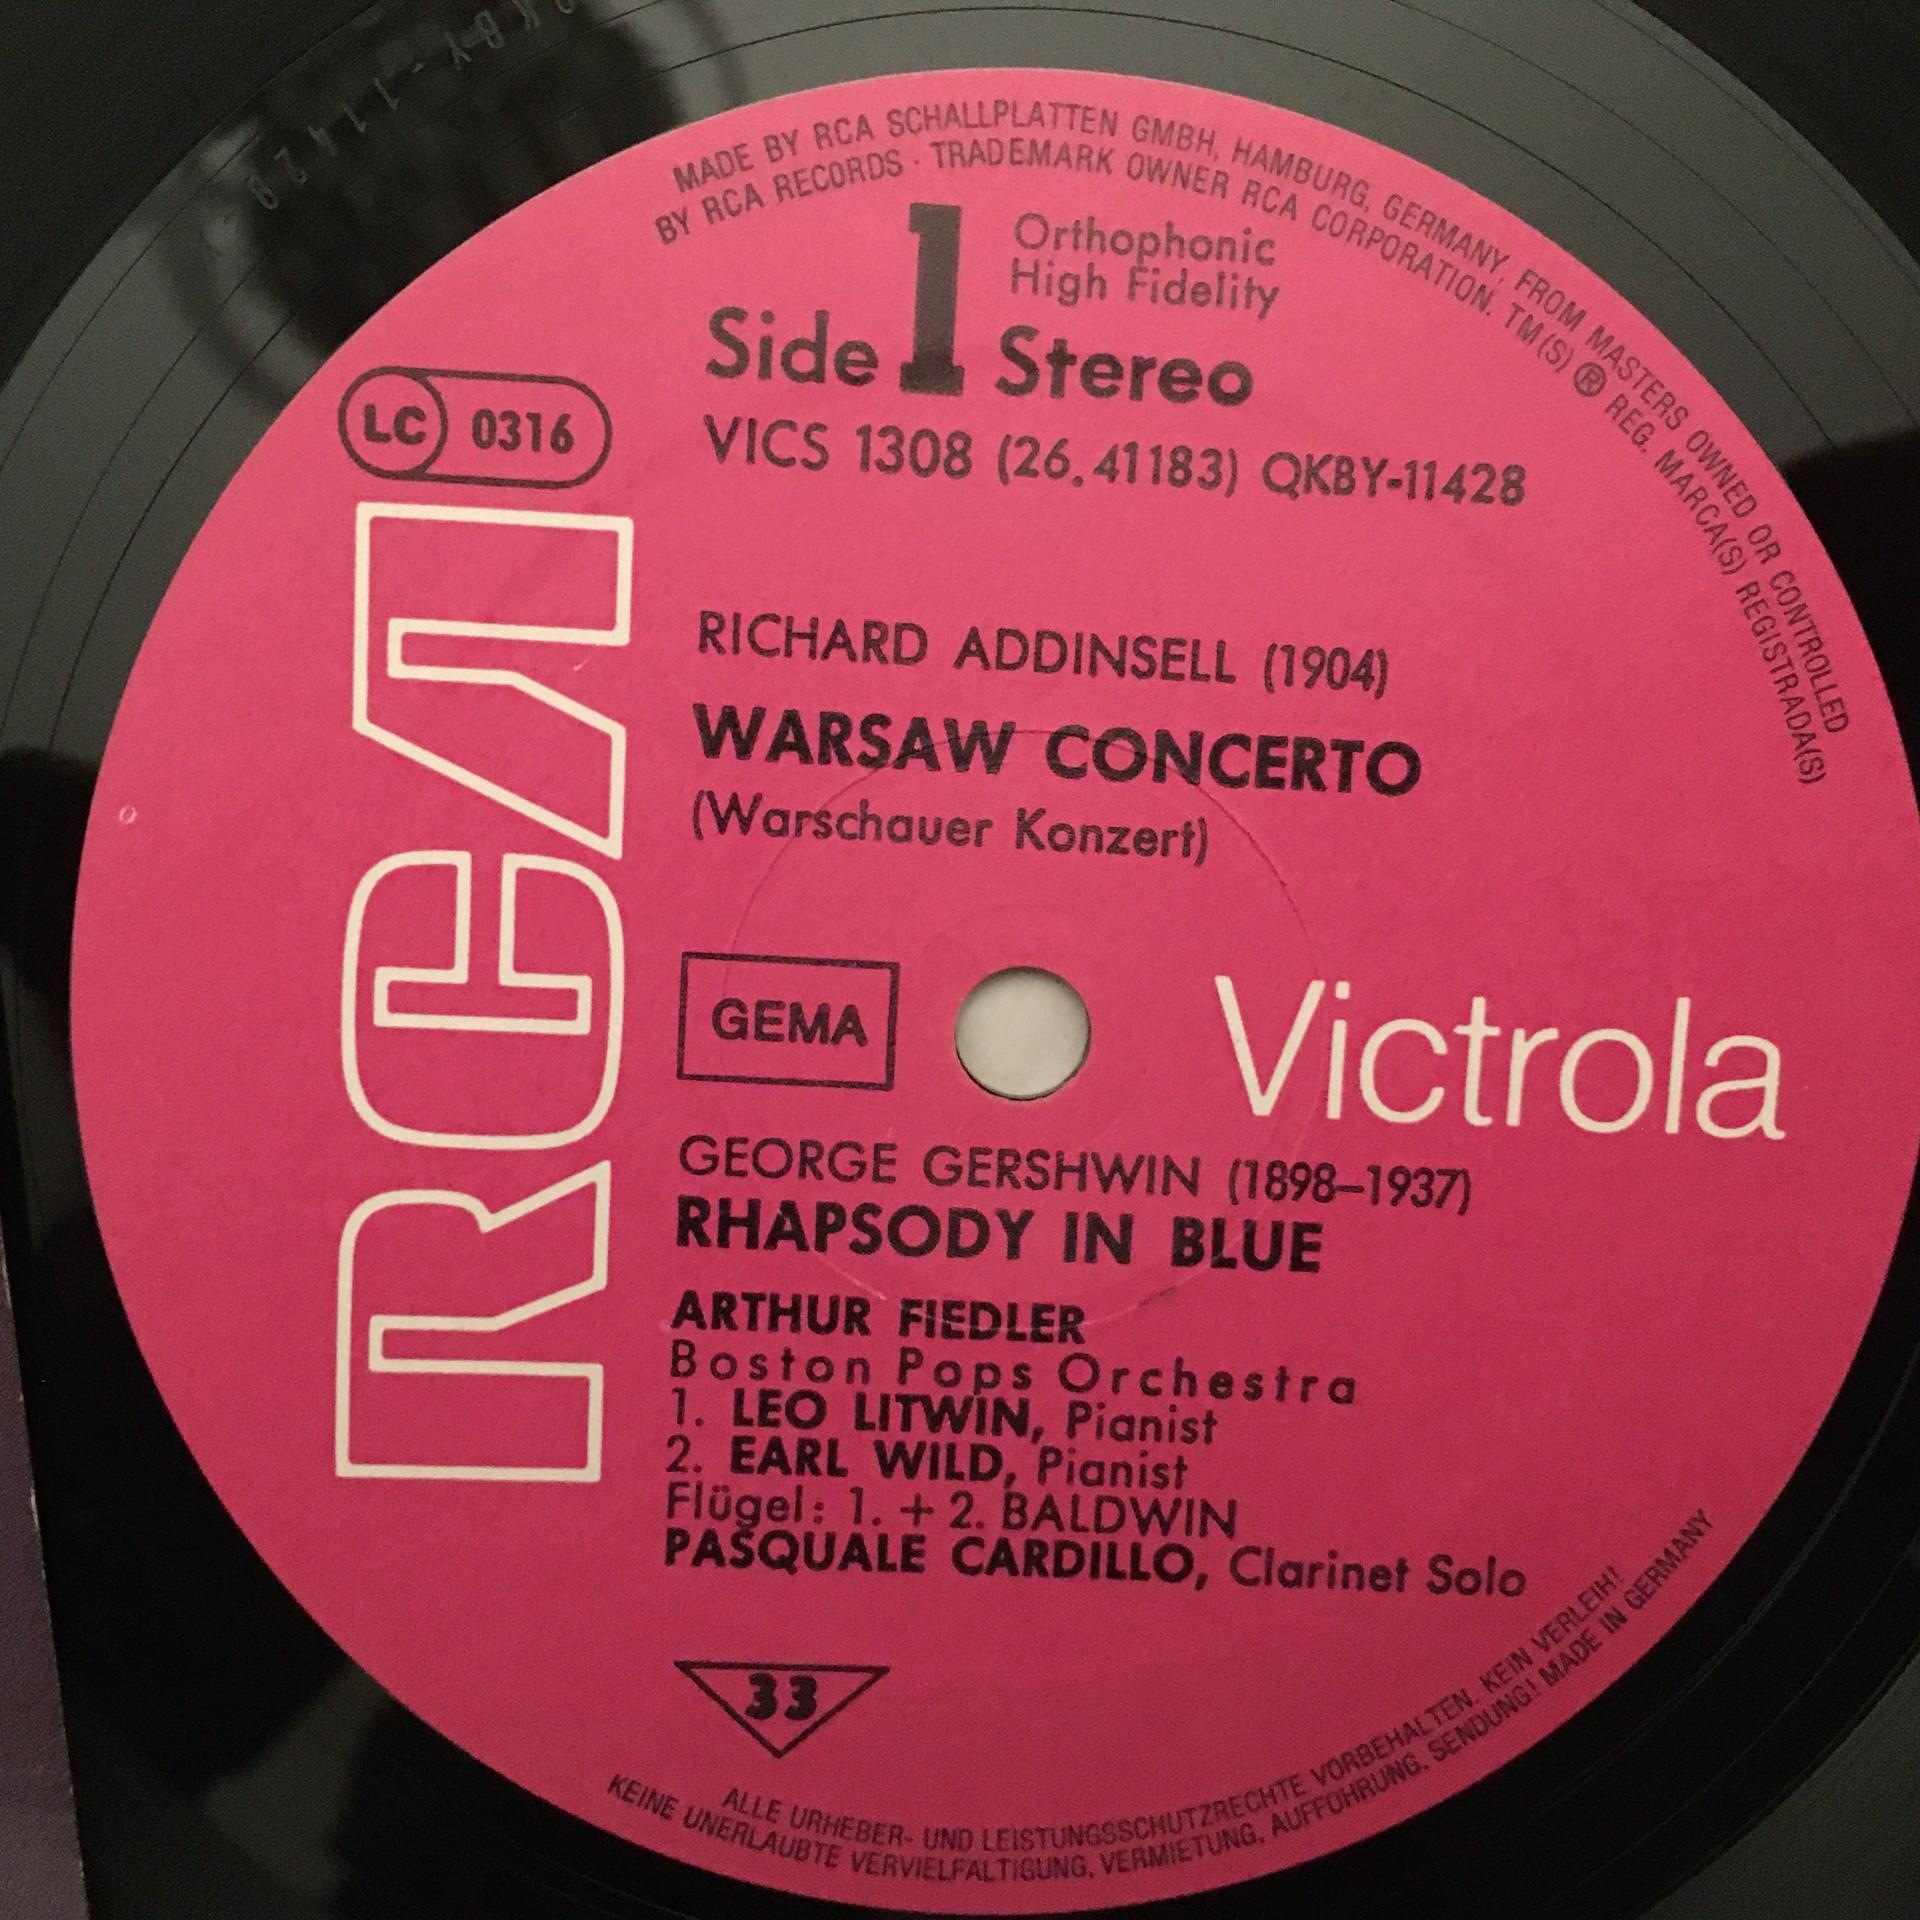 QKBY-11428
MADE BY RCA SCHALLPLATTEN GMBH, HAMBURG, GERMANY, FROM MASTERS OWNED OR CONTROLLED
BY RCA RECORDS · TRADEMARK OWNER RCA CORPORATION. TM(S) ® REG. MARCA(S) REGISTRADA(S)
Orthophonic
High Fidelity
Side 1 Stereo
LC 0316
VICS 1308 (26.41183) QKBY-11428
RCA
RICHARD ADDINSELL (1904)
WARSAW CONCERTO
(Warschauer Konzert)
GEMA
Victrola
GEORGE GERSHWIN (1898–1937)
RHAPSODY IN BLUE
ARTHUR FIEDLER
Boston Pops Orchestra
1. LEO LITWIN, Pianist
2. EARL WILD, Pianist
Flügel: 1. + 2. BALDWIN
PASQUALE CARDILLO, Clarinet Solo
33
ALLE URHEBER- UND LEISTUNGSSCHUTZRECHTE VORBEHALTEN. KEIN VERLEIH!
KEINE UNERLAUBTE VERVIELFÄLTIGUNG, VERMIETUNG, AUFFÜHRUNG, SENDUNG! MADE IN GERMANY